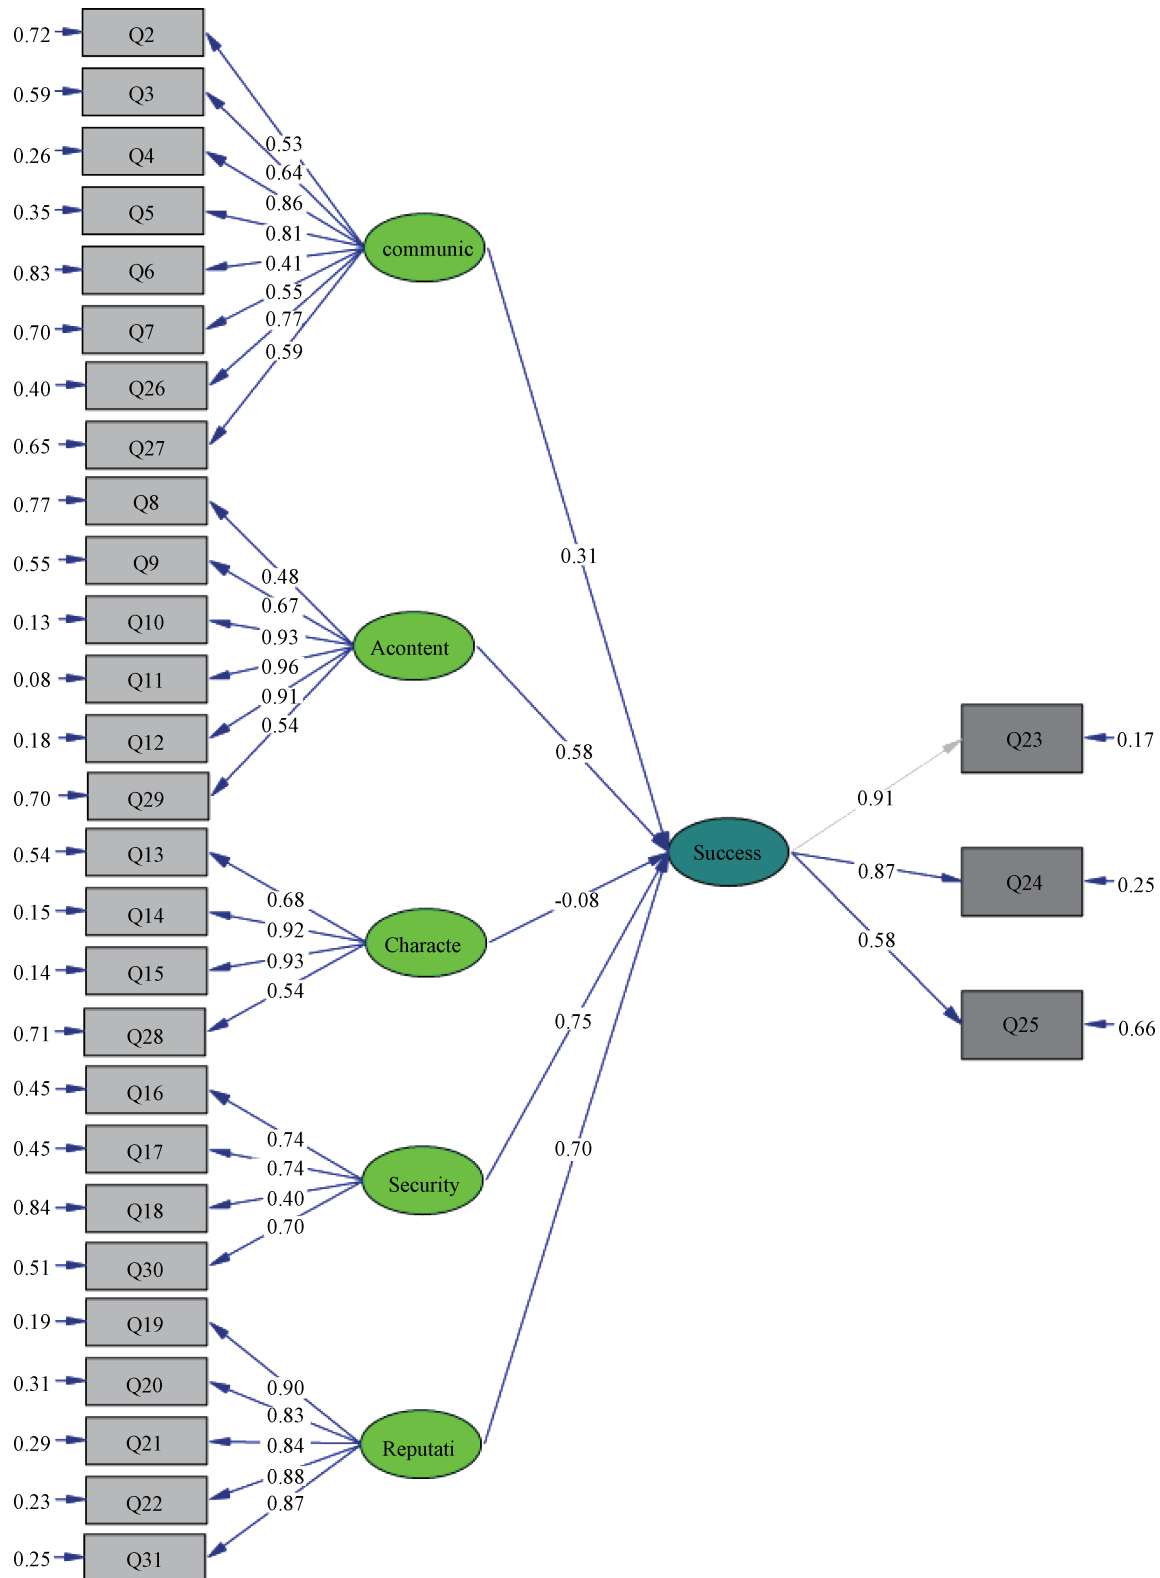 0.72 Q2
0.59 Q3
0.26 Q4
0.35 Q5
0.83 Q6
0.70 Q7
0.40 Q26
0.65 Q27
0.53
0.64
0.86
0.81
0.41
0.55
0.77
0.59
communic
0.31
0.77 Q8
0.55 Q9
0.13 Q10
0.08 Q11
0.18 Q12
0.70 Q29
0.48
0.67
0.93
0.96
0.91
0.54
Acontent
0.58
0.54 Q13
0.15 Q14
0.14 Q15
0.71 Q28
0.68
0.92
0.93
0.54
Characte
-0.08
0.45 Q16
0.45 Q17
0.84 Q18
0.51 Q30
0.74
0.74
0.40
0.70
Security
0.75
0.19 Q19
0.31 Q20
0.29 Q21
0.23 Q22
0.25 Q31
0.90
0.83
0.84
0.88
0.87
Reputati
0.70
Success
0.91
0.87
0.58
Q23 0.17
Q24 0.25
Q25 0.66